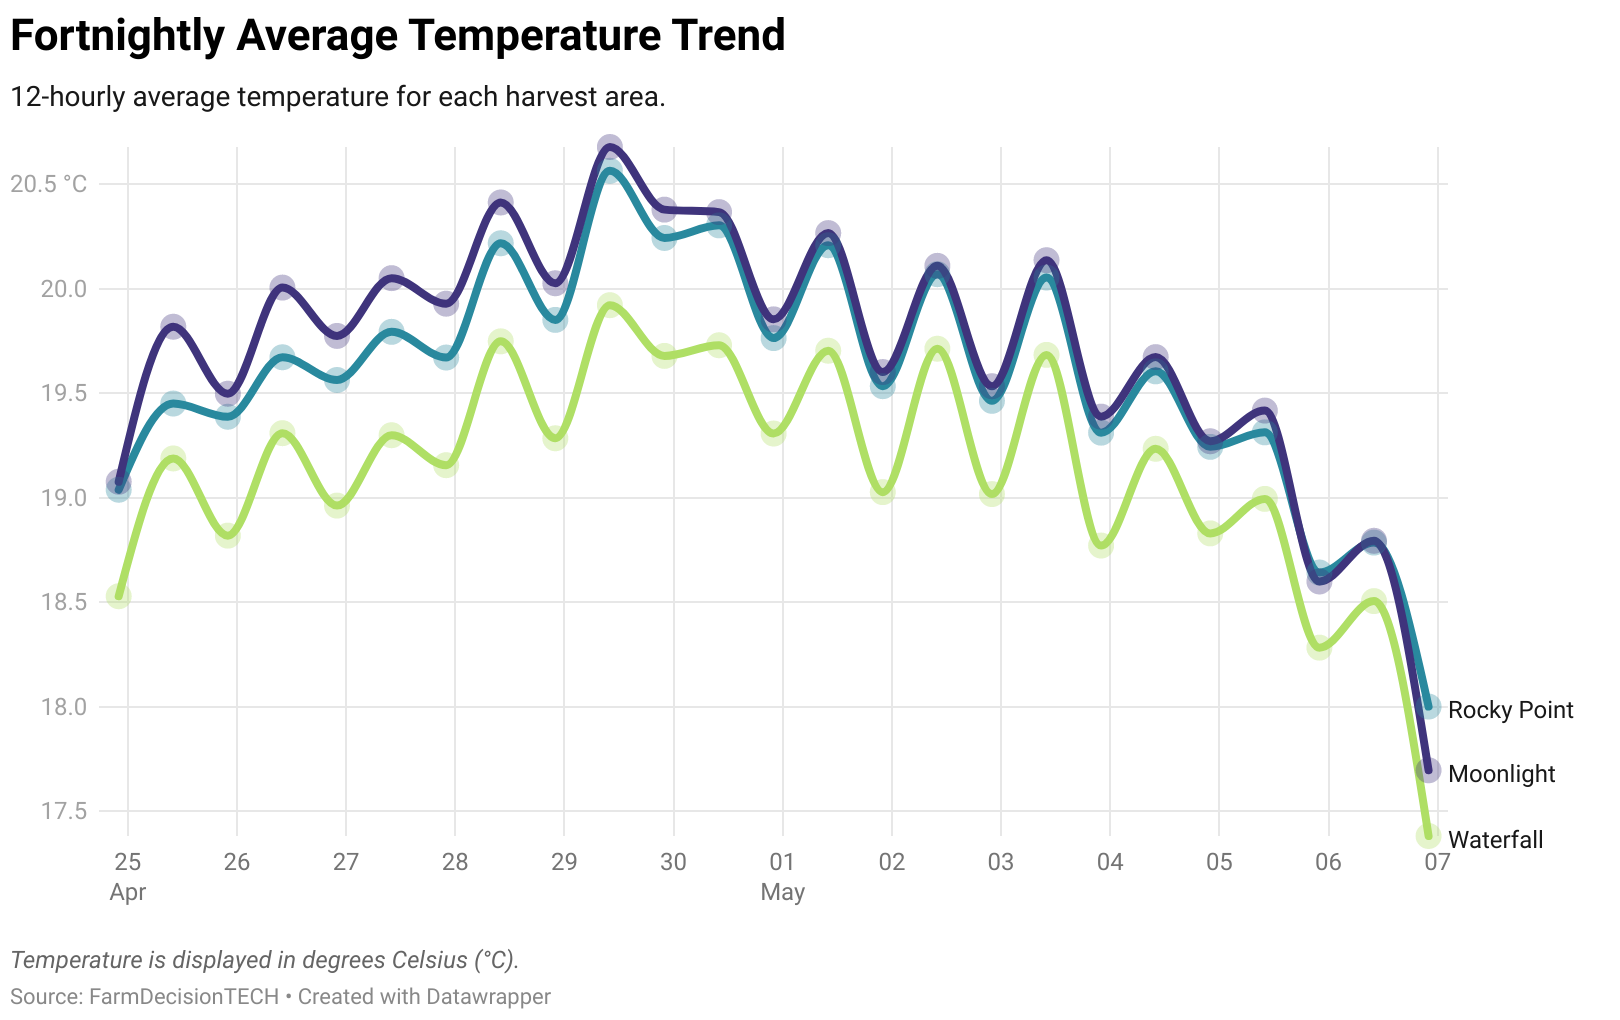 Fortnightly Average Temperature Trend
12-hourly average temperature for each harvest area.
20.5 °C
20.0
19.5
19.0
18.5
18.0
17.5
Rocky Point
Moonlight
Waterfall
25 26 27 28 29 30 01 02 03 04 05 06 07
Apr May
Temperature is displayed in degrees Celsius (°C).
Source: FarmDecisionTECH • Created with Datawrapper